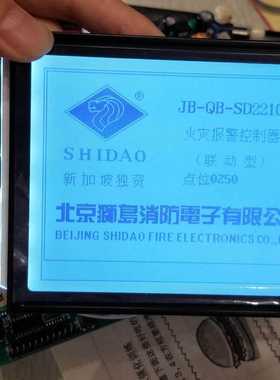 JB-QB-SD2210
火灾报警控制器
SHIDAO
(联动型)
新加坡独资
点位0250
北京獅島消防電子有限公
BEIJING SHIDAO FIRE ELECTRONICS CO.,L